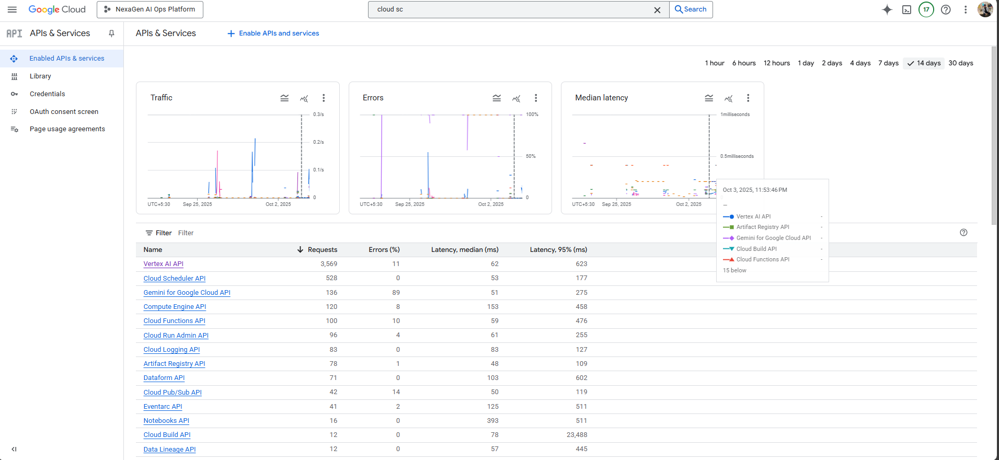 Google Cloud
NexaGen AI Ops Platform
cloud sc
Search
17
API APIs & Services
APIs & Services
Enable APIs and services
Enabled APIs & services
Library
Credentials
OAuth consent screen
Page usage agreements
1 hour 6 hours 12 hours 1 day 2 days 4 days 7 days 14 days 30 days
Traffic
0.3/s
0.2/s
0.1/s
0
UTC+5:30 Sep 25, 2025 Oct 2, 2025
Errors
100%
50%
0
UTC+5:30 Sep 25, 2025 Oct 2, 2025
Median latency
1milliseconds
0.5milliseconds
UTC+5:30 Sep 25, 2025 Oct 2, 2025
Oct 3, 2025, 11:53:46 PM
—
Vertex AI API -
Artifact Registry API -
Gemini for Google Cloud API -
Cloud Build API -
Cloud Functions API -
15 below
Filter Filter
Name Requests Errors (%) Latency, median (ms) Latency, 95% (ms)
Vertex AI API 3,569 11 62 623
Cloud Scheduler API 528 0 53 177
Gemini for Google Cloud API 136 89 51 275
Compute Engine API 120 8 153 458
Cloud Functions API 100 10 59 476
Cloud Run Admin API 96 4 61 255
Cloud Logging API 83 0 83 127
Artifact Registry API 78 1 48 109
Dataform API 71 0 103 602
Cloud Pub/Sub API 42 14 50 119
Eventarc API 41 2 125 511
Notebooks API 16 0 393 511
Cloud Build API 12 0 78 23,488
Data Lineage API 12 0 57 445